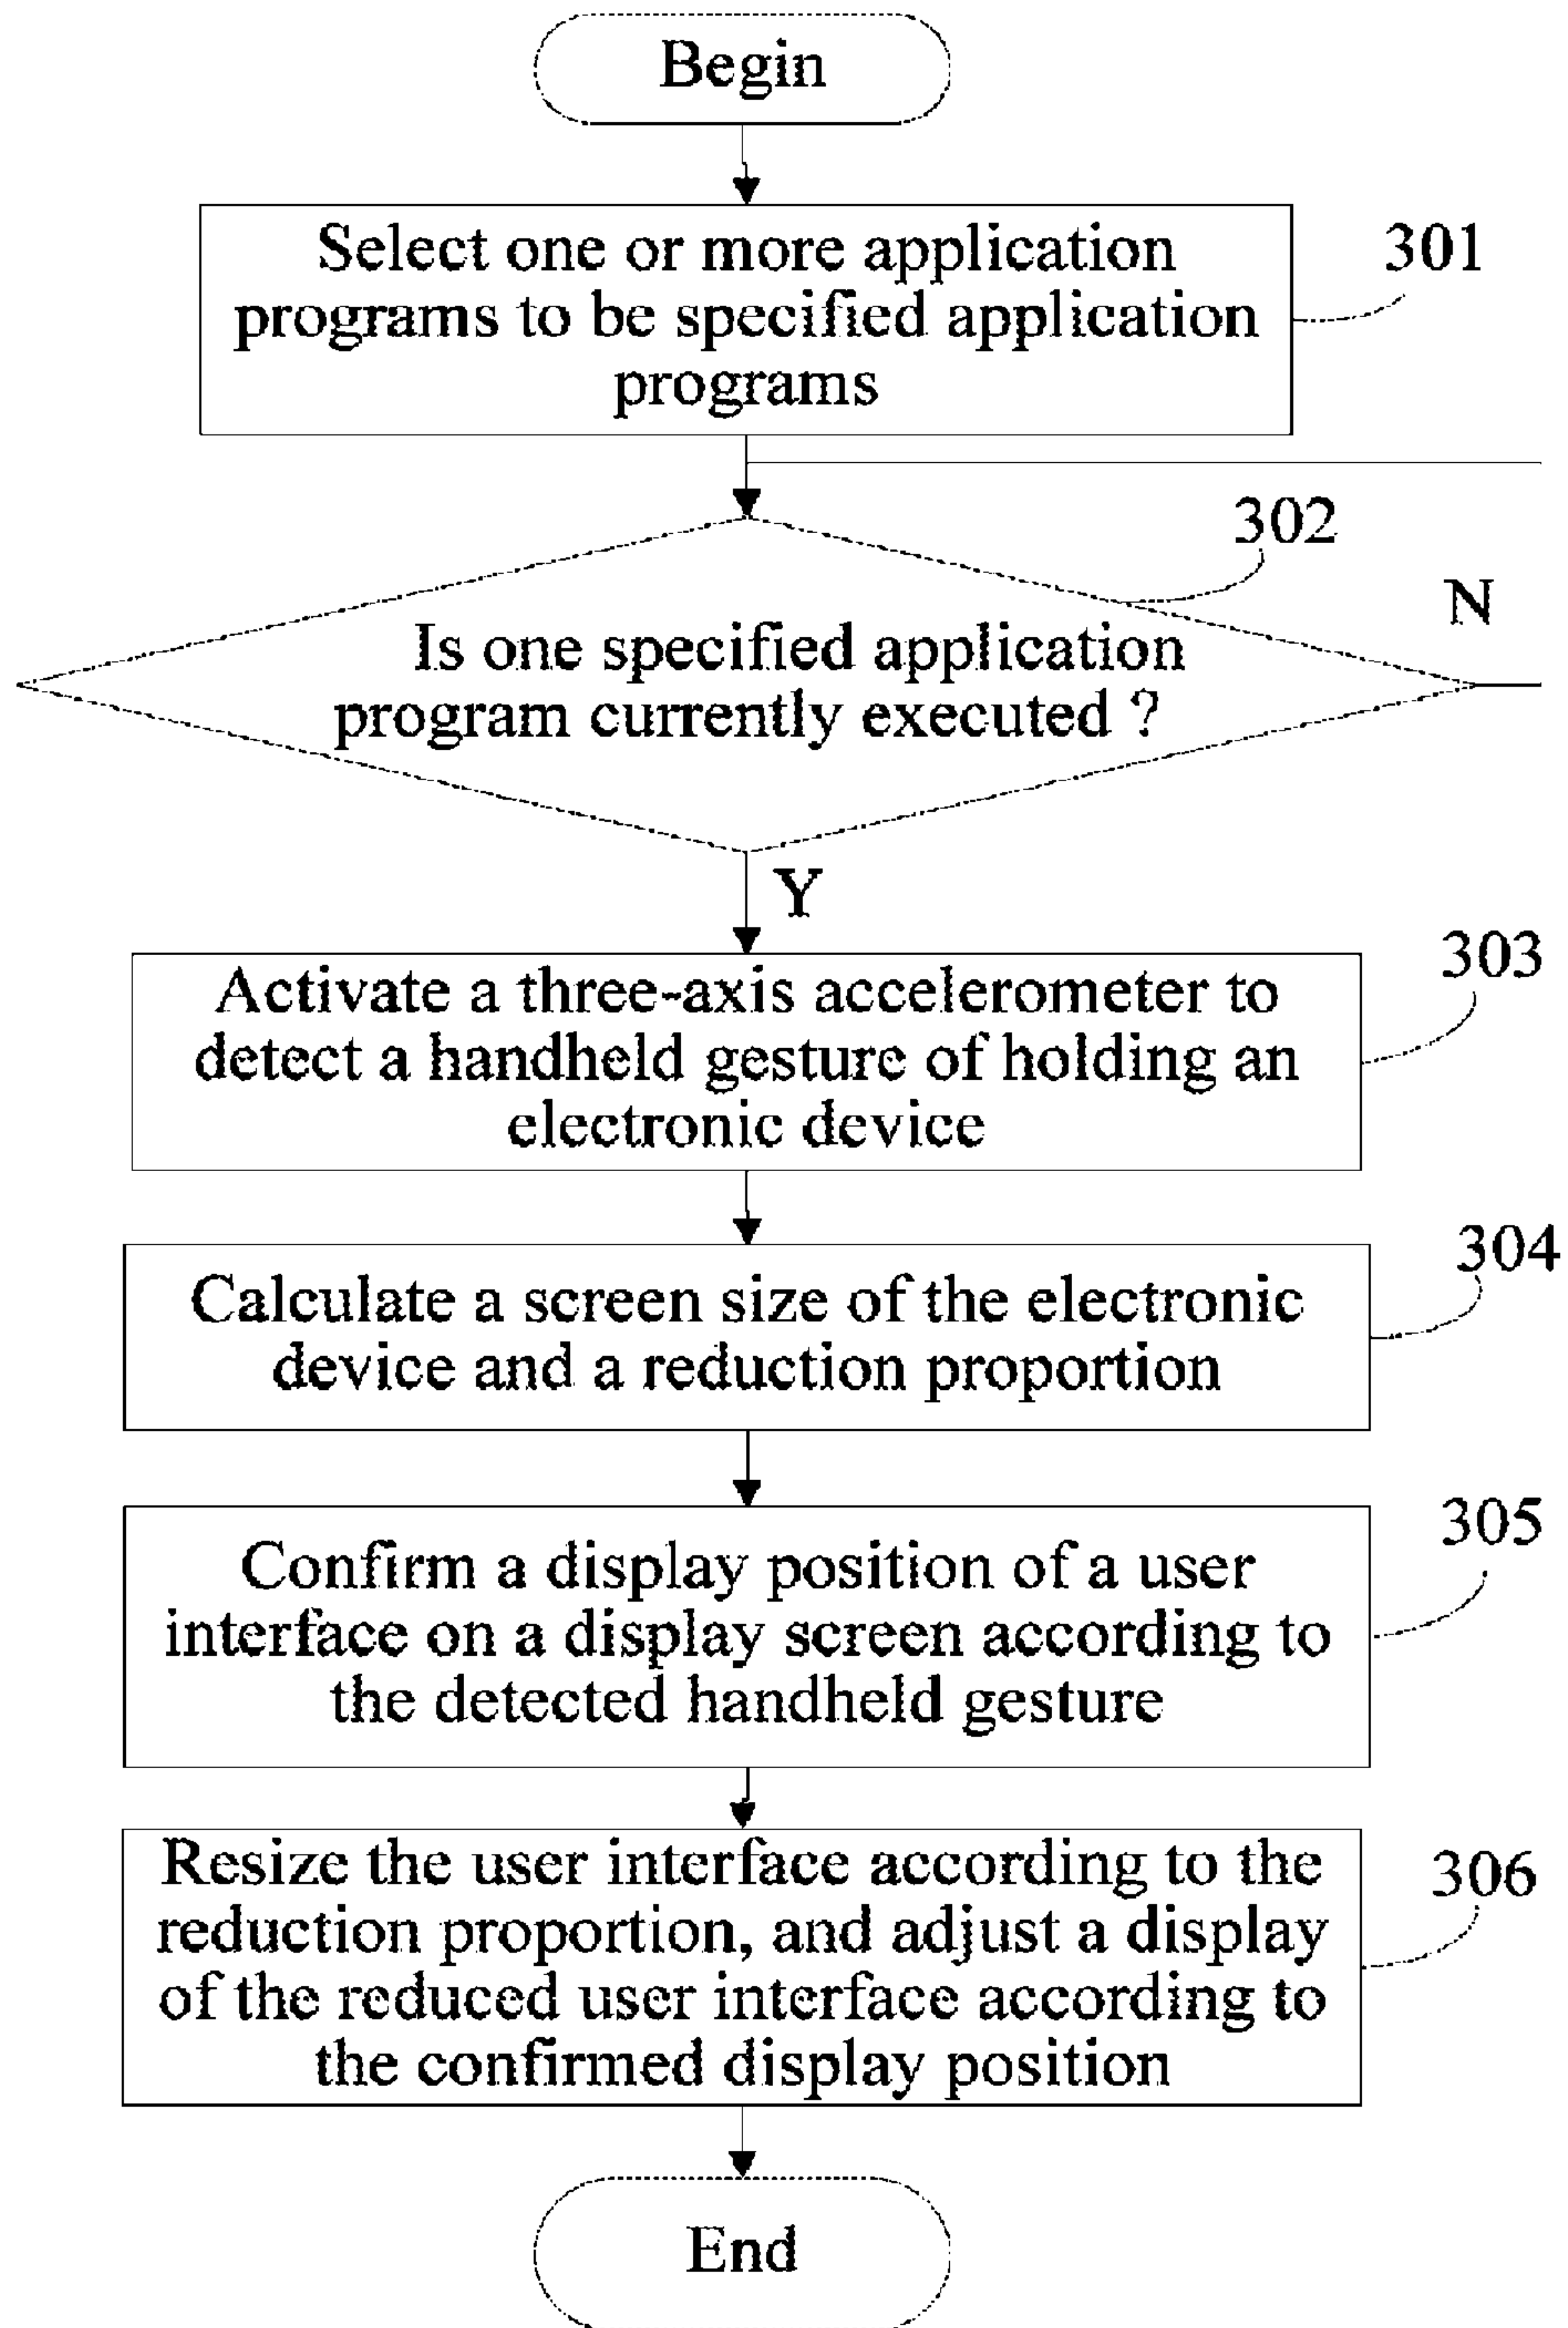 Begin
Select one or more application
programs to be specified application
programs
301
302
N
Is one specified application
program currently executed ?
Y
303
Activate a three-axis accelerometer to
detect a handheld gesture of holding an
electronic device
304
Calculate a screen size of the electronic
device and a reduction proportion
305
Confirm a display position of a user
interface on a display screen according to
the detected handheld gesture
306
Resize the user interface according to the
reduction proportion, and adjust a display
of the reduced user interface according to
the confirmed display position
End